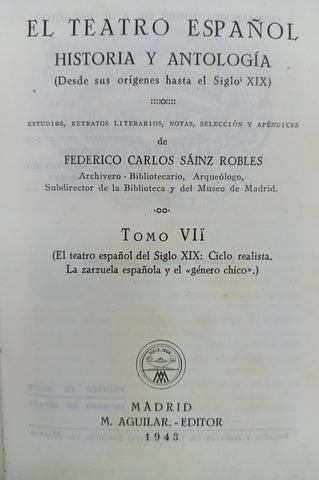 EL TEATRO ESPAÑOL
HISTORIA Y ANTOLOGÍA
(Desde sus orígenes hasta el Siglo XIX)
ESTUDIOS, RETRATOS LITERARIOS, NOTAS, SELECCIÓN Y APÉNDICES
de
FEDERICO CARLOS SÁINZ ROBLES
Archivero - Bibliotecario, Arqueólogo,
Subdirector de la Biblioteca y del Museo de Madrid.
TOMO VII
(El teatro español del Siglo XIX: Ciclo realista.
La zarzuela española y el «género chico».)
MADRID
M. AGUILAR. - EDITOR
1943